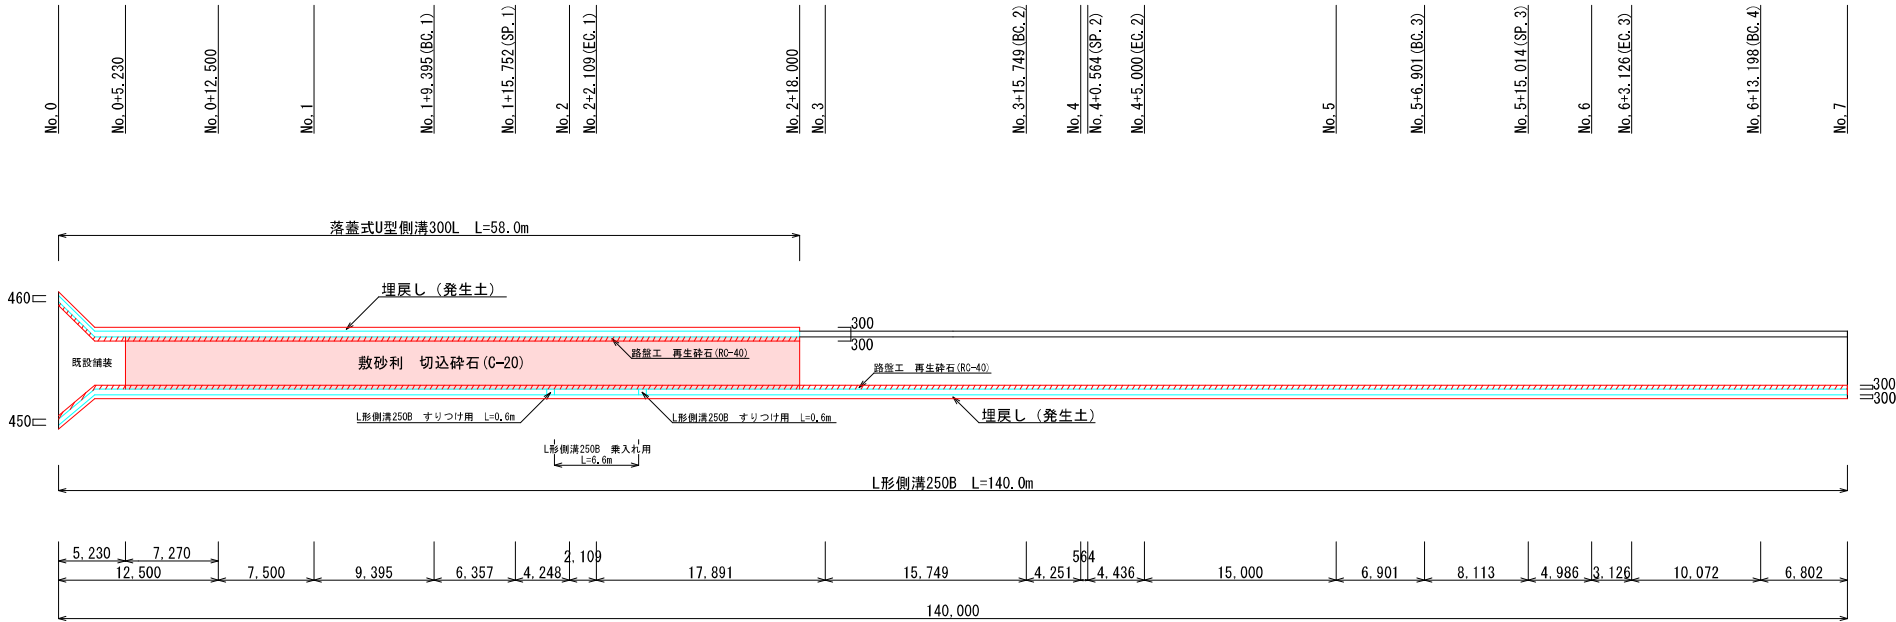 No,0
No,0+5.230
No,0+12.500
No,1
No,1+9.395(BC.1)
No,1+15.752(SP.1)
No,2
No,2+2.109(EC.1)
No,2+18.000
No,3
No,3+15.749(BC.2)
No,4
No,4+0.564(SP.2)
No,4+5.000(EC.2)
No,5
No,5+6.901(BC.3)
No,5+15.014(SP.3)
No,6
No,6+3.126(EC.3)
No,6+13.198(BC.4)
No,7
落蓋式U型側溝300L L=58.0m
460
埋戻し（発生土）
300
300
路盤工 再生砕石(RC-40)
既設舗装
敷砂利 切込砕石(C-20)
路盤工 再生砕石(RC-40)
300
300
450
L形側溝250B すりつけ用 L=0.6m
L形側溝250B すりつけ用 L=0.6m
埋戻し（発生土）
L形側溝250B 乗入れ用
L=6.6m
L形側溝250B L=140.0m
5,230
7,270
2,109
564
12,500
7,500
9,395
6,357
4,248
17,891
15,749
4,251
4,436
15,000
6,901
8,113
4,986
3,126
10,072
6,802
140,000